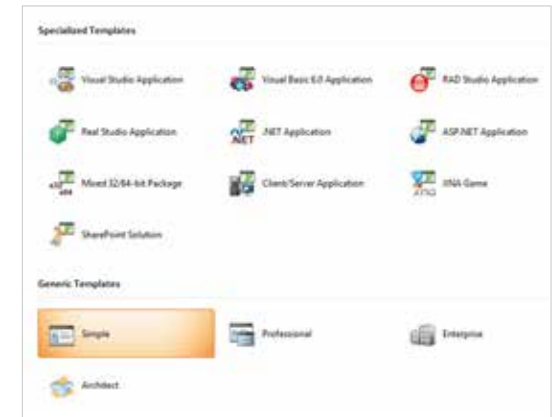 Specialized Templates
Visual Studio Application
Visual Basic 6.0 Application
RAD Studio Application
Real Studio Application
.NET Application
ASP.NET Application
Mixed 32/64-bit Package
Client/Server Application
XNA Game
SharePoint Solution
Generic Templates
Simple
Professional
Enterprise
Architect